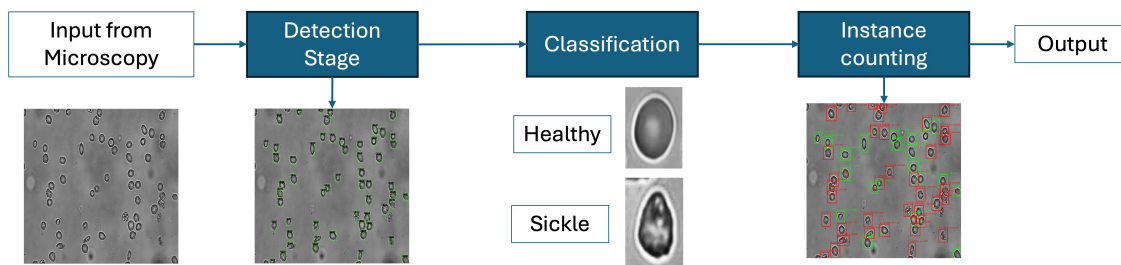 Input from
Microscopy
Detection
Stage
Classification
Instance
counting
Output
Healthy
Sickle